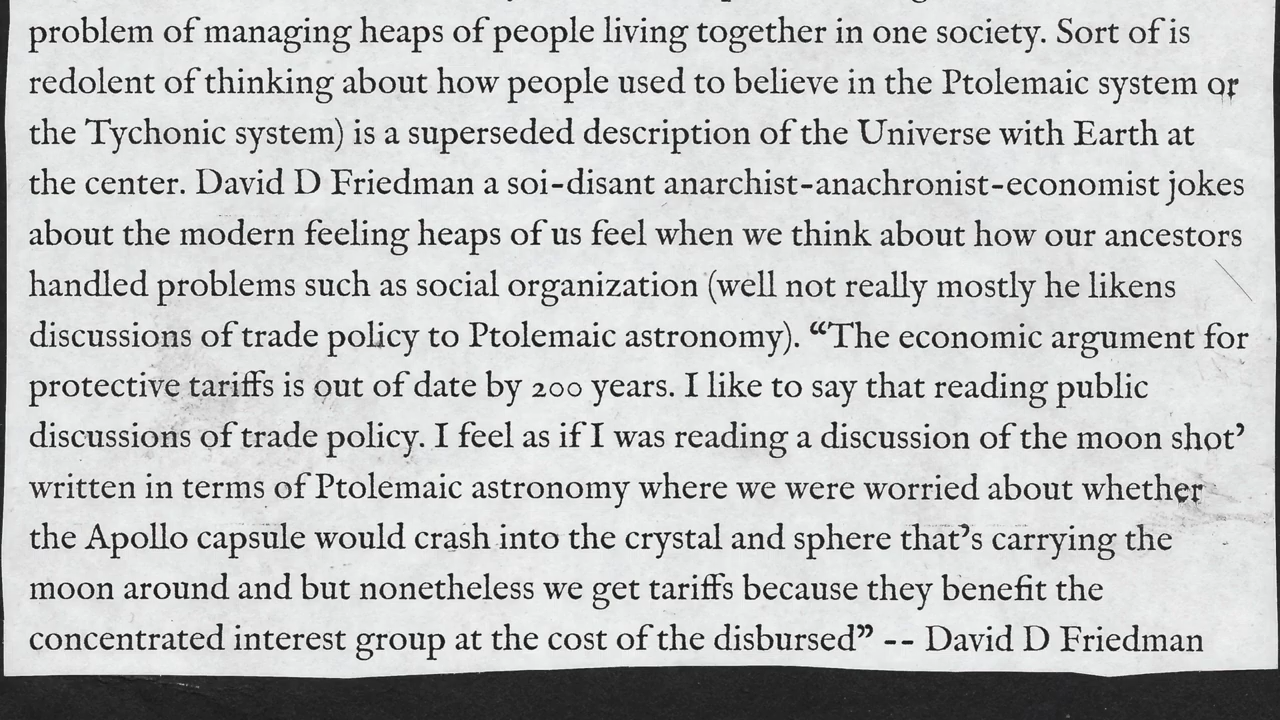 problem of managing heaps of people living together in one society. Sort of is
redolent of thinking about how people used to believe in the Ptolemaic system or
the Tychonic system) is a superseded description of the Universe with Earth at
the center. David D Friedman a soi-disant anarchist-anachronist-economist jokes
about the modern feeling heaps of us feel when we think about how our ancestors
handled problems such as social organization (well not really mostly he likens
discussions of trade policy to Ptolemaic astronomy). “The economic argument for
protective tariffs is out of date by 200 years. I like to say that reading public
discussions of trade policy. I feel as if I was reading a discussion of the moon shot’
written in terms of Ptolemaic astronomy where we were worried about whether
the Apollo capsule would crash into the crystal and sphere that’s carrying the
moon around and but nonetheless we get tariffs because they benefit the
concentrated interest group at the cost of the disbursed” -- David D Friedman